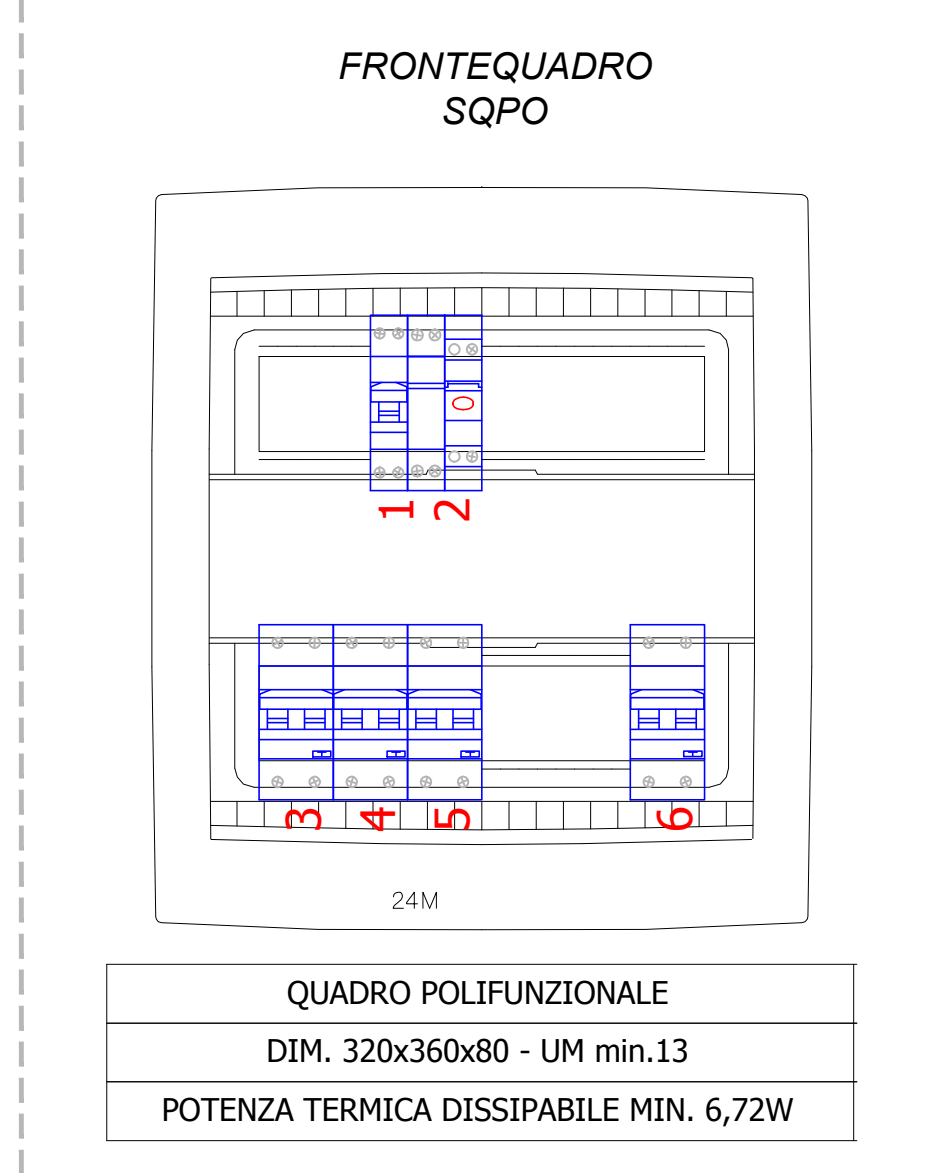 FRONTEQUADRO
SQPO
1
2
3
4
5
6
24M
QUADRO POLIFUNZIONALE
DIM. 320x360x80 - UM min.13
POTENZA TERMICA DISSIPABILE MIN. 6,72W